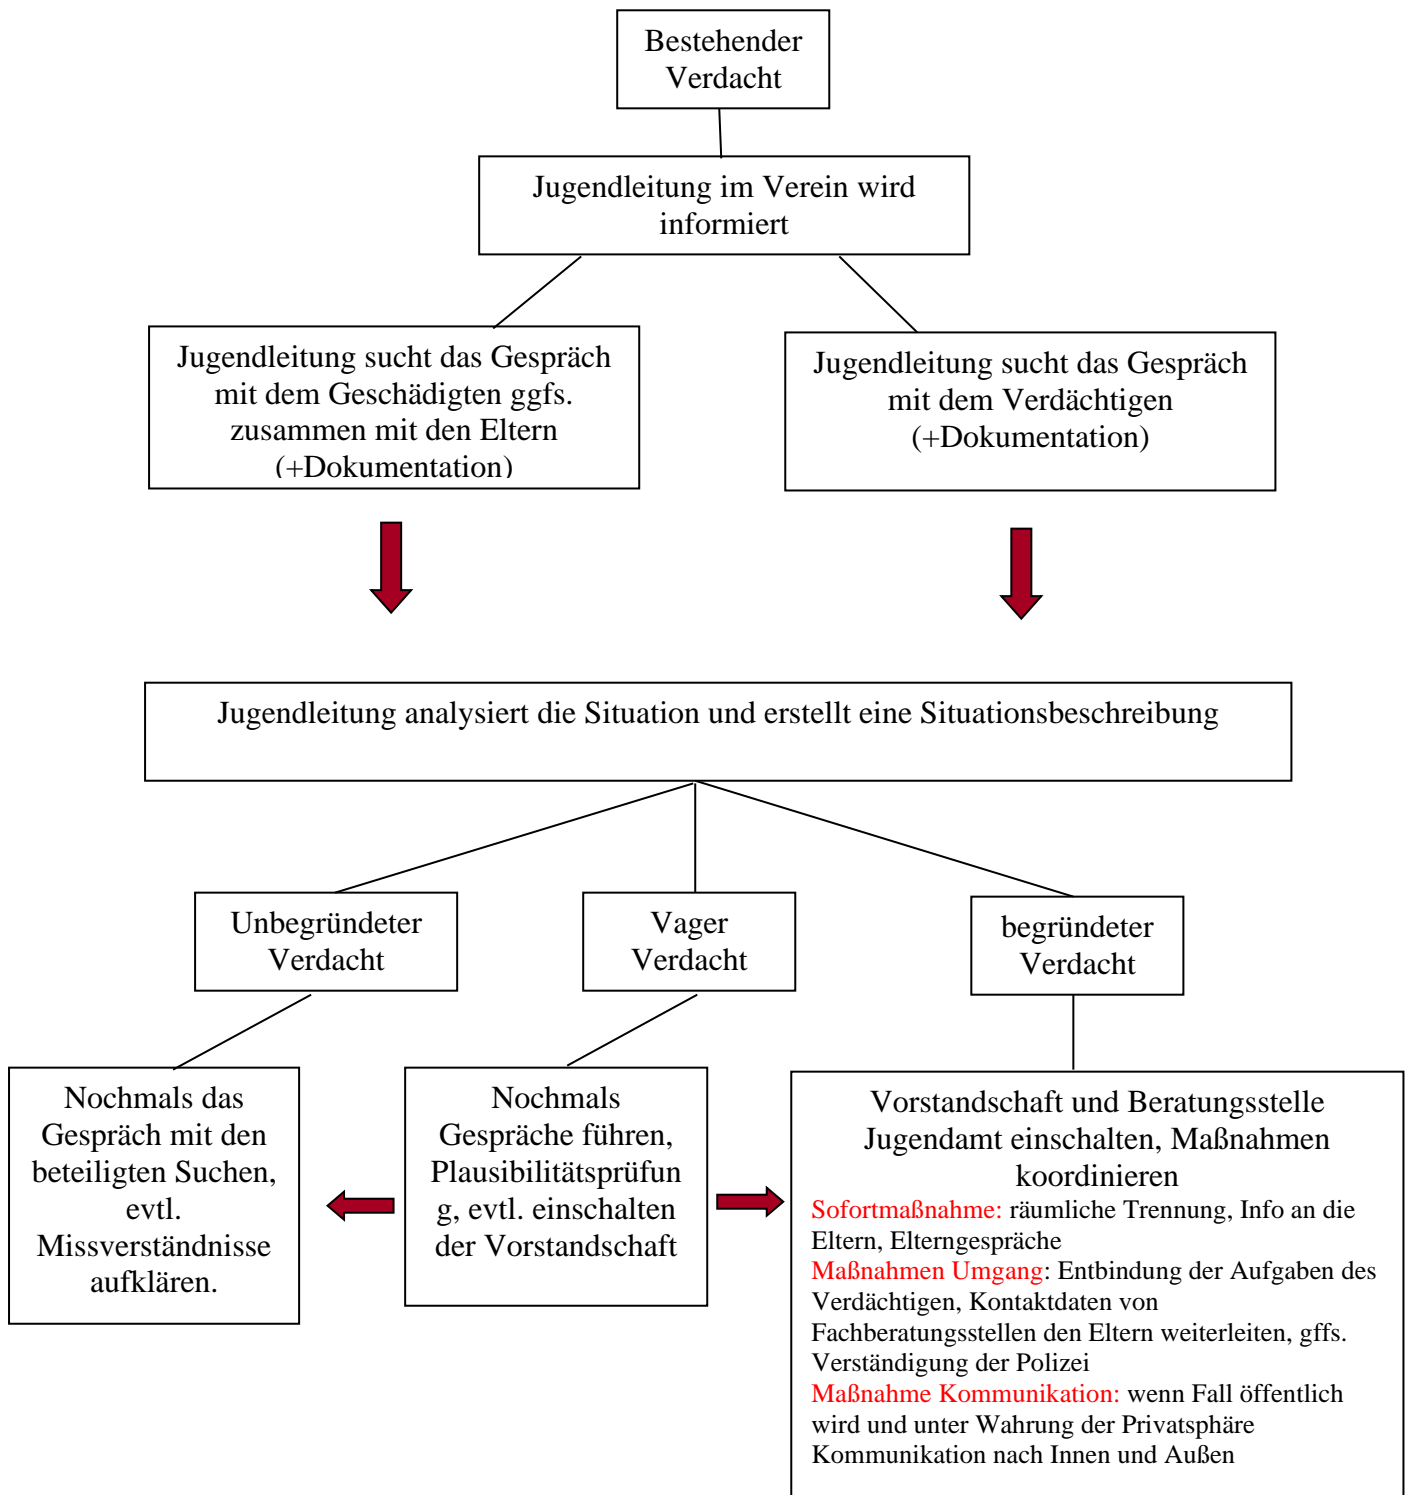 Bestehender
Verdacht
Jugendleitung im Verein wird
informiert
Jugendleitung sucht das Gespräch
mit dem Geschädigten ggfs.
zusammen mit den Eltern
(+Dokumentation)
Jugendleitung sucht das Gespräch
mit dem Verdächtigen
(+Dokumentation)
Jugendleitung analysiert die Situation und erstellt eine Situationsbeschreibung
Unbegründeter
Verdacht
Vager
Verdacht
begründeter
Verdacht
Nochmals das
Gespräch mit den
beteiligten Suchen,
evtl.
Missverständnisse
aufklären.
Nochmals
Gespräche führen,
Plausibilitätsprüfun
g, evtl. einschalten
der Vorstandschaft
Vorstandschaft und Beratungsstelle
Jugendamt einschalten, Maßnahmen
koordinieren
Sofortmaßnahme: räumliche Trennung, Info an die
Eltern, Elterngespräche
Maßnahmen Umgang: Entbindung der Aufgaben des
Verdächtigen, Kontaktdaten von
Fachberatungsstellen den Eltern weiterleiten, gffs.
Verständigung der Polizei
Maßnahme Kommunikation: wenn Fall öffentlich
wird und unter Wahrung der Privatsphäre
Kommunikation nach Innen und Außen